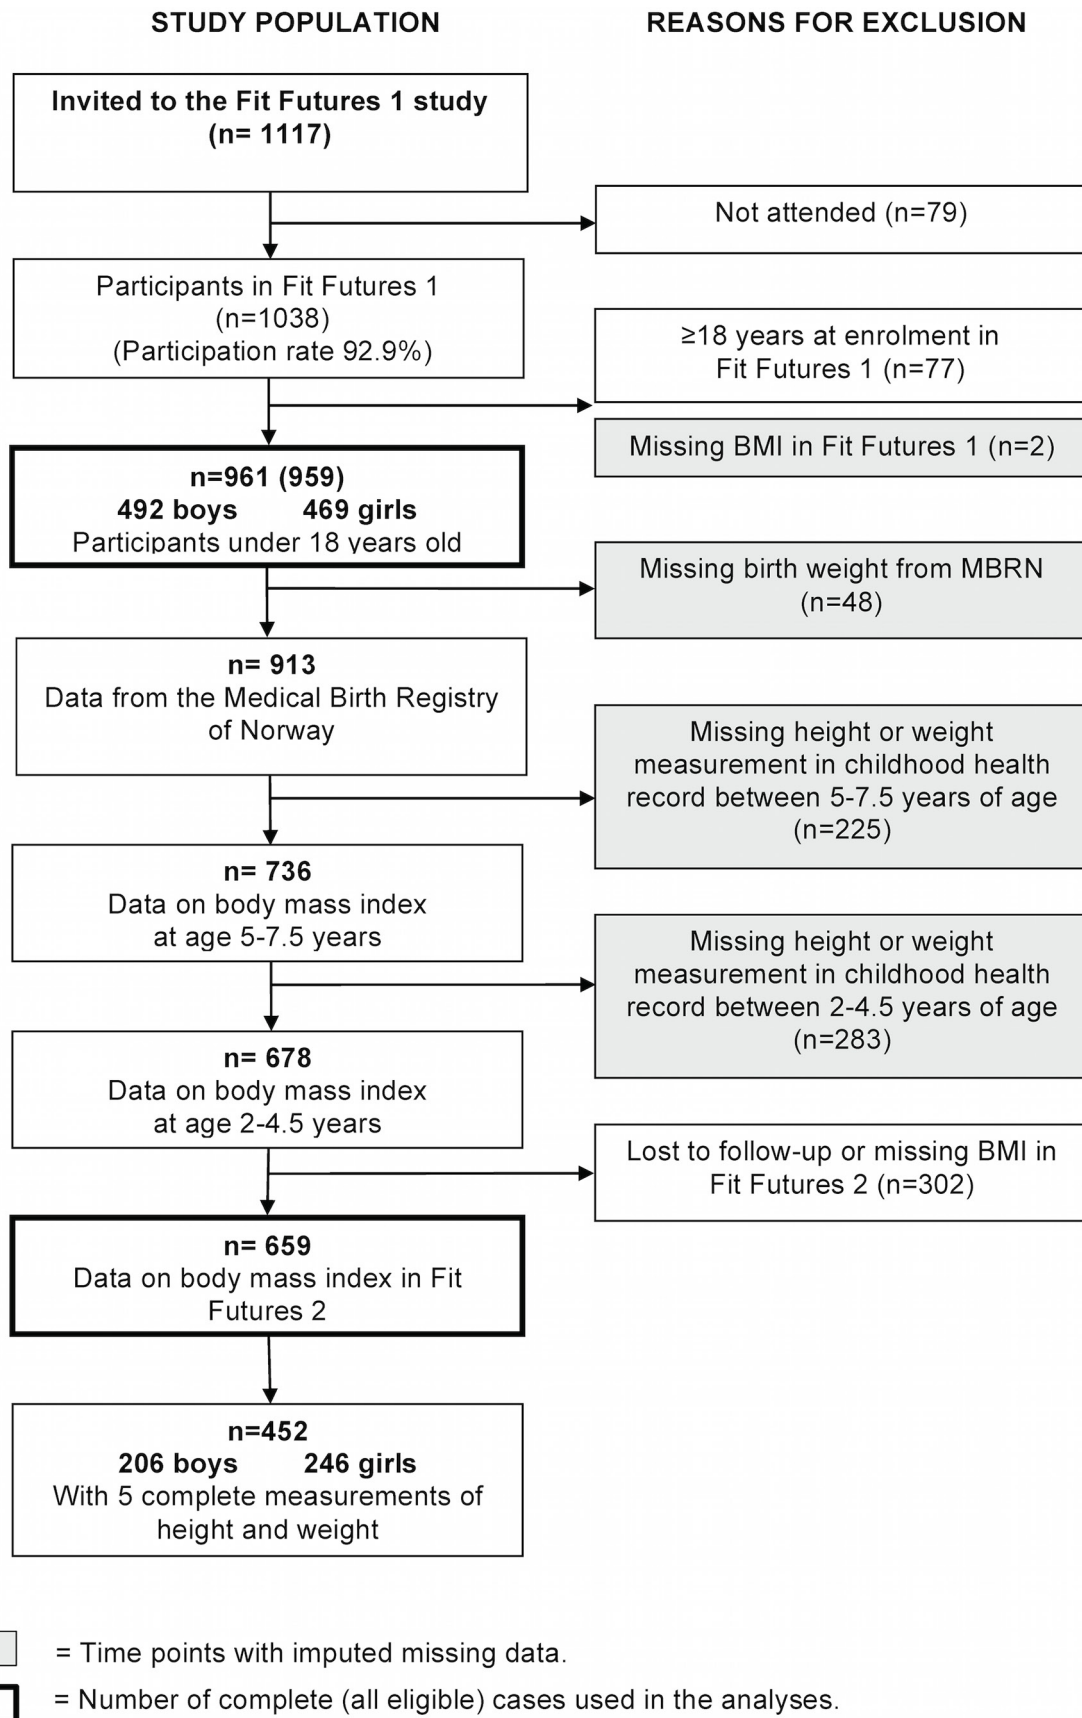 STUDY POPULATION
REASONS FOR EXCLUSION
Invited to the Fit Futures 1 study
(n= 1117)
Not attended (n=79)
Participants in Fit Futures 1
(n=1038)
(Participation rate 92.9%)
≥18 years at enrolment in
Fit Futures 1 (n=77)
Missing BMI in Fit Futures 1 (n=2)
n=961 (959)
492 boys 469 girls
Participants under 18 years old
Missing birth weight from MBRN
(n=48)
n= 913
Data from the Medical Birth Registry
of Norway
Missing height or weight
measurement in childhood health
record between 5-7.5 years of age
(n=225)
n= 736
Data on body mass index
at age 5-7.5 years
Missing height or weight
measurement in childhood health
record between 2-4.5 years of age
(n=283)
n= 678
Data on body mass index
at age 2-4.5 years
Lost to follow-up or missing BMI in
Fit Futures 2 (n=302)
n= 659
Data on body mass index in Fit
Futures 2
n=452
206 boys 246 girls
With 5 complete measurements of
height and weight
= Time points with imputed missing data.
= Number of complete (all eligible) cases used in the analyses.